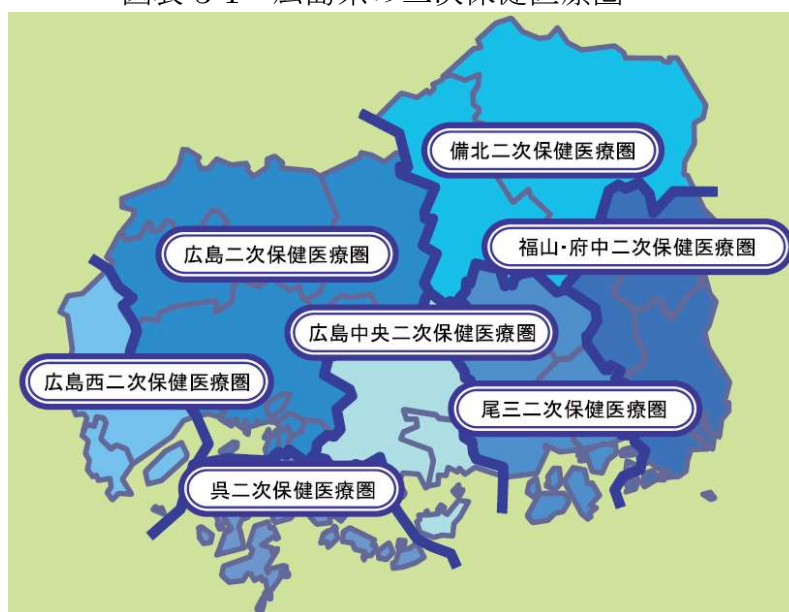 備北二次保健医療圏
福山・府中二次保健医療圏
広島二次保健医療圏
広島中央二次保健医療圏
広島西二次保健医療圏
尾三二次保健医療圏
呉二次保健医療圏